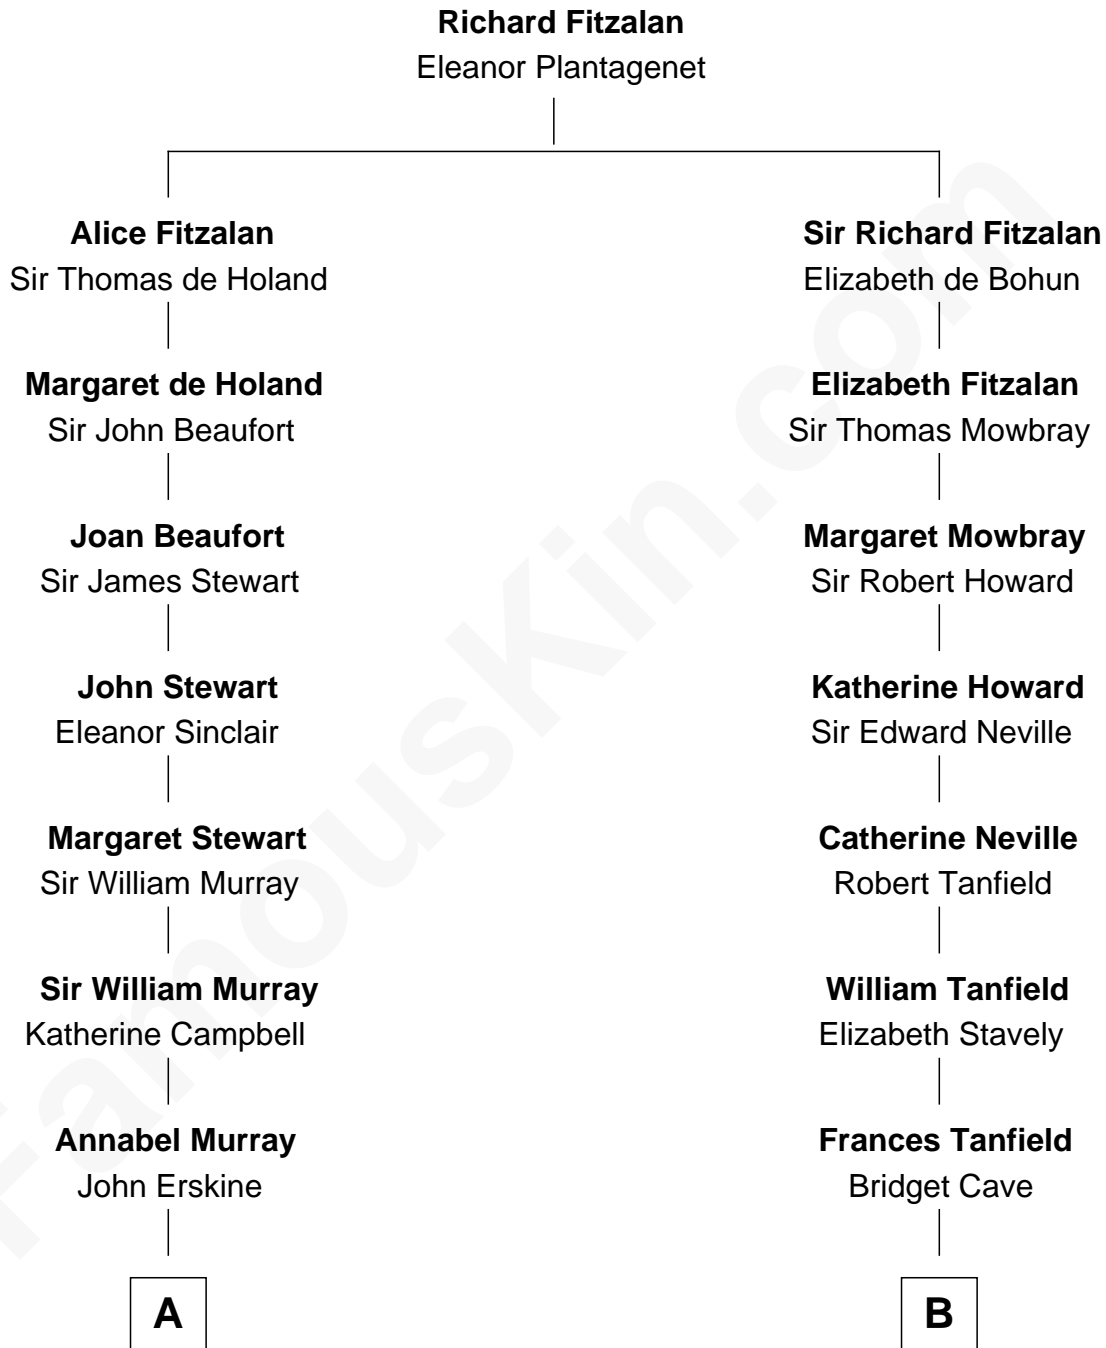 Richard Fitzalan
Eleanor Plantagenet
Alice Fitzalan
Sir Thomas de Holand
Sir Richard Fitzalan
Elizabeth de Bohun
Margaret de Holand
Sir John Beaufort
Elizabeth Fitzalan
Sir Thomas Mowbray
Joan Beaufort
Sir James Stewart
Margaret Mowbray
Sir Robert Howard
John Stewart
Eleanor Sinclair
Katherine Howard
Sir Edward Neville
Margaret Stewart
Sir William Murray
Catherine Neville
Robert Tanfield
Sir William Murray
Katherine Campbell
William Tanfield
Elizabeth Stavely
Annabel Murray
John Erskine
Frances Tanfield
Bridget Cave
A
B
FamousKin.com